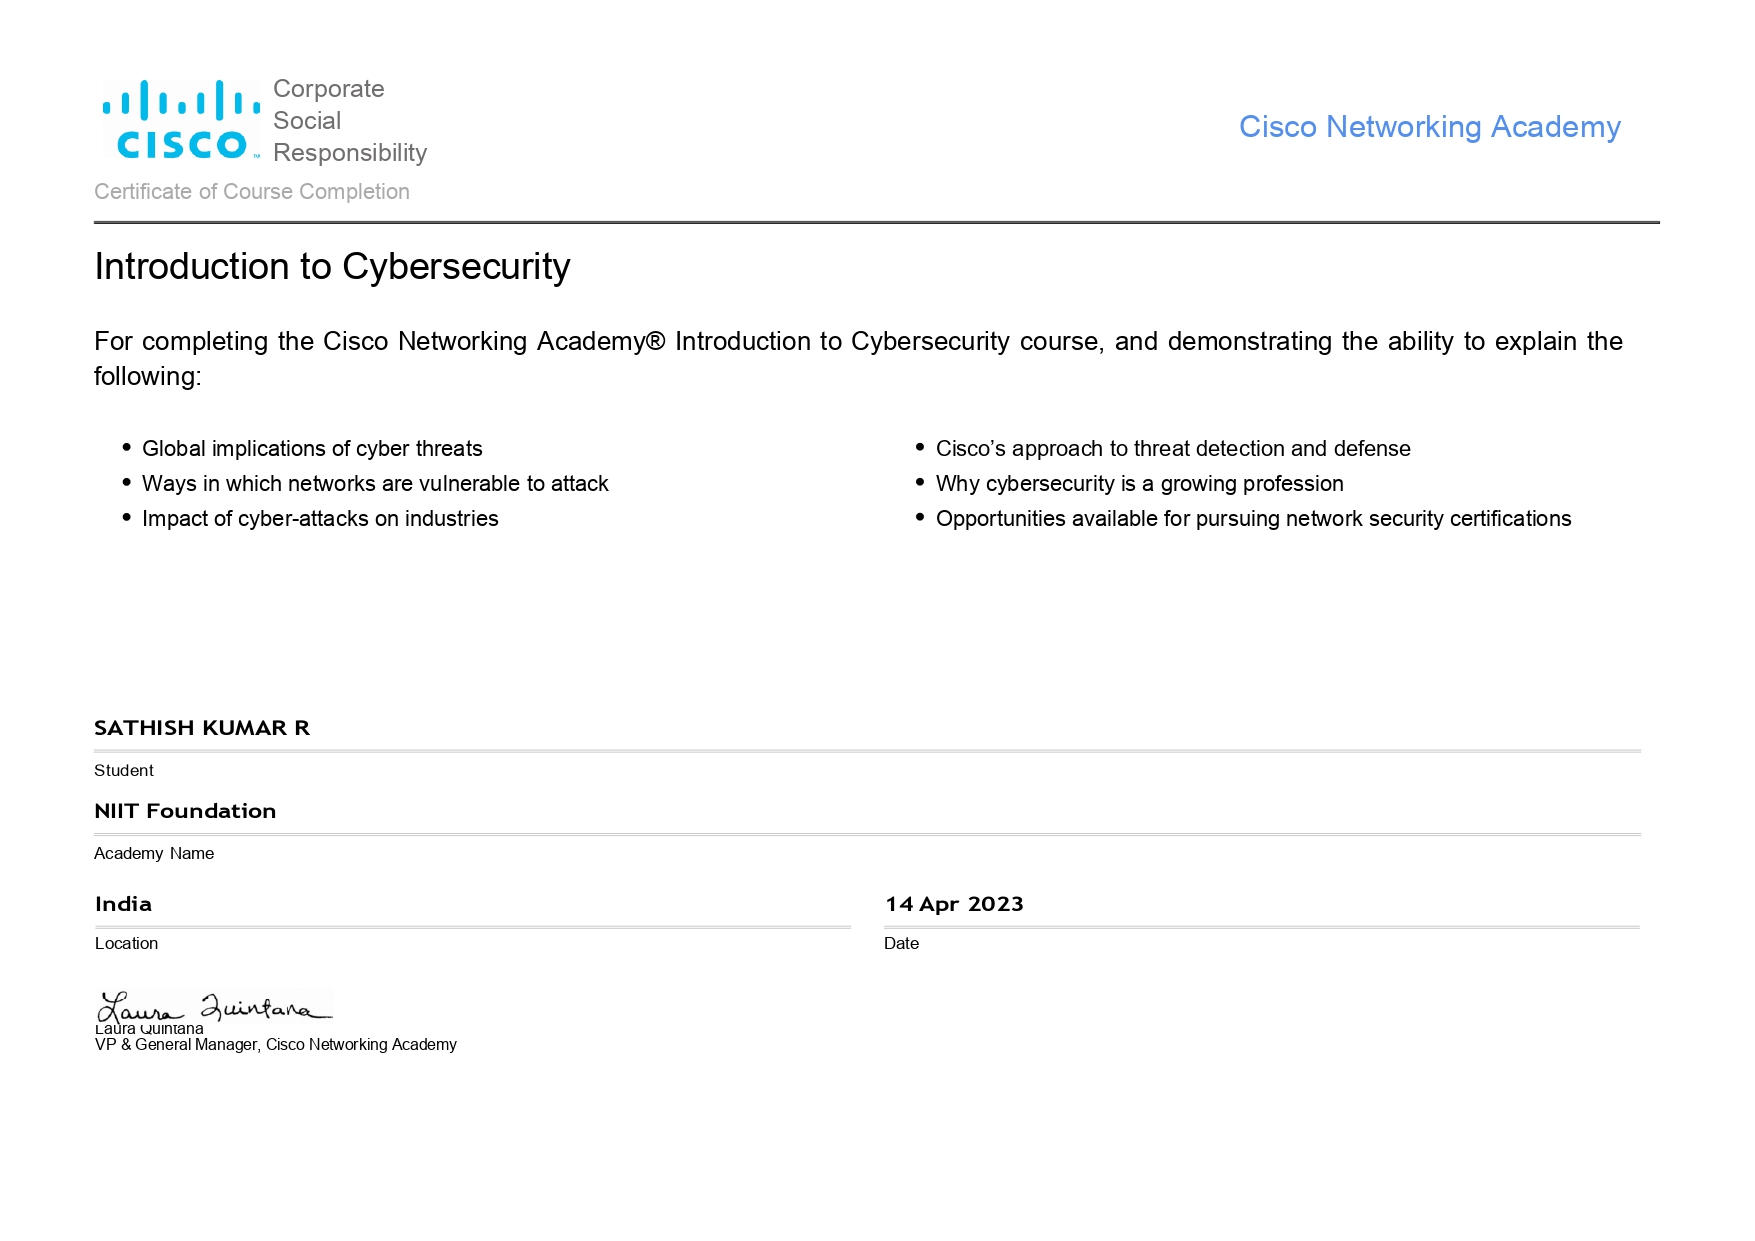 CISCO™
Corporate
Social
Responsibility
Cisco Networking Academy
Certificate of Course Completion
Introduction to Cybersecurity
For completing the Cisco Networking Academy® Introduction to Cybersecurity course, and demonstrating the ability to explain the
following:
• Global implications of cyber threats
• Ways in which networks are vulnerable to attack
• Impact of cyber-attacks on industries
• Cisco’s approach to threat detection and defense
• Why cybersecurity is a growing profession
• Opportunities available for pursuing network security certifications
SATHISH KUMAR R
Student
NIIT Foundation
Academy Name
India
Location
14 Apr 2023
Date
Laura Quintana
Laura Quintana
VP & General Manager, Cisco Networking Academy